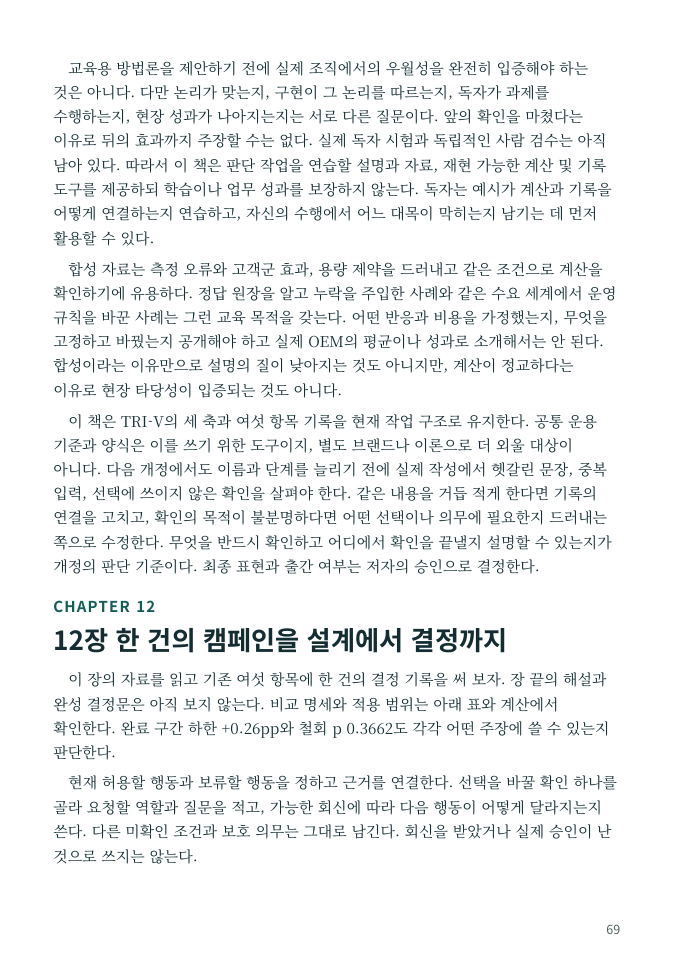 교육용 방법론을 제안하기 전에 실제 조직에서의 우월성을 완전히 입증해야 하는
것은 아니다. 다만 논리가 맞는지, 구현이 그 논리를 따르는지, 독자가 과제를
수행하는지, 현장 성과가 나아지는지는 서로 다른 질문이다. 앞의 확인을 마쳤다는
이유로 뒤의 효과까지 주장할 수는 없다. 실제 독자 시험과 독립적인 사람 검수는 아직
남아 있다. 따라서 이 책은 판단 작업을 연습할 설명과 자료, 재현 가능한 계산 및 기록
도구를 제공하되 학습이나 업무 성과를 보장하지 않는다. 독자는 예시가 계산과 기록을
어떻게 연결하는지 연습하고, 자신의 수행에서 어느 대목이 막히는지 남기는 데 먼저
활용할 수 있다.
합성 자료는 측정 오류와 고객군 효과, 용량 제약을 드러내고 같은 조건으로 계산을
확인하기에 유용하다. 정답 원장을 알고 누락을 주입한 사례와 같은 수요 세계에서 운영
규칙을 바꾼 사례는 그런 교육 목적을 갖는다. 어떤 반응과 비용을 가정했는지, 무엇을
고정하고 바꿨는지 공개해야 하고 실제 OEM의 평균이나 성과로 소개해서는 안 된다.
합성이라는 이유만으로 설명의 질이 낮아지는 것도 아니지만, 계산이 정교하다는
이유로 현장 타당성이 입증되는 것도 아니다.
이 책은 TRI-V의 세 축과 여섯 항목 기록을 현재 작업 구조로 유지한다. 공통 운용
기준과 양식은 이를 쓰기 위한 도구이지, 별도 브랜드나 이론으로 더 외울 대상이
아니다. 다음 개정에서도 이름과 단계를 늘리기 전에 실제 작성에서 헷갈린 문장, 중복
입력, 선택에 쓰이지 않은 확인을 살펴야 한다. 같은 내용을 거듭 적게 한다면 기록의
연결을 고치고, 확인의 목적이 불분명하다면 어떤 선택이나 의무에 필요한지 드러내는
쪽으로 수정한다. 무엇을 반드시 확인하고 어디에서 확인을 끝낼지 설명할 수 있는지가
개정의 판단 기준이다. 최종 표현과 출간 여부는 저자의 승인으로 결정한다.
CHAPTER 12
12장 한 건의 캠페인을 설계에서 결정까지
이 장의 자료를 읽고 기존 여섯 항목에 한 건의 결정 기록을 써 보자. 장 끝의 해설과
완성 결정문은 아직 보지 않는다. 비교 명세와 적용 범위는 아래 표와 계산에서
확인한다. 완료 구간 하한 +0.26pp와 철회 p 0.3662도 각각 어떤 주장에 쓸 수 있는지
판단한다.
현재 허용할 행동과 보류할 행동을 정하고 근거를 연결한다. 선택을 바꿀 확인 하나를
골라 요청할 역할과 질문을 적고, 가능한 회신에 따라 다음 행동이 어떻게 달라지는지
쓴다. 다른 미확인 조건과 보호 의무는 그대로 남긴다. 회신을 받았거나 실제 승인이 난
것으로 쓰지는 않는다.
69